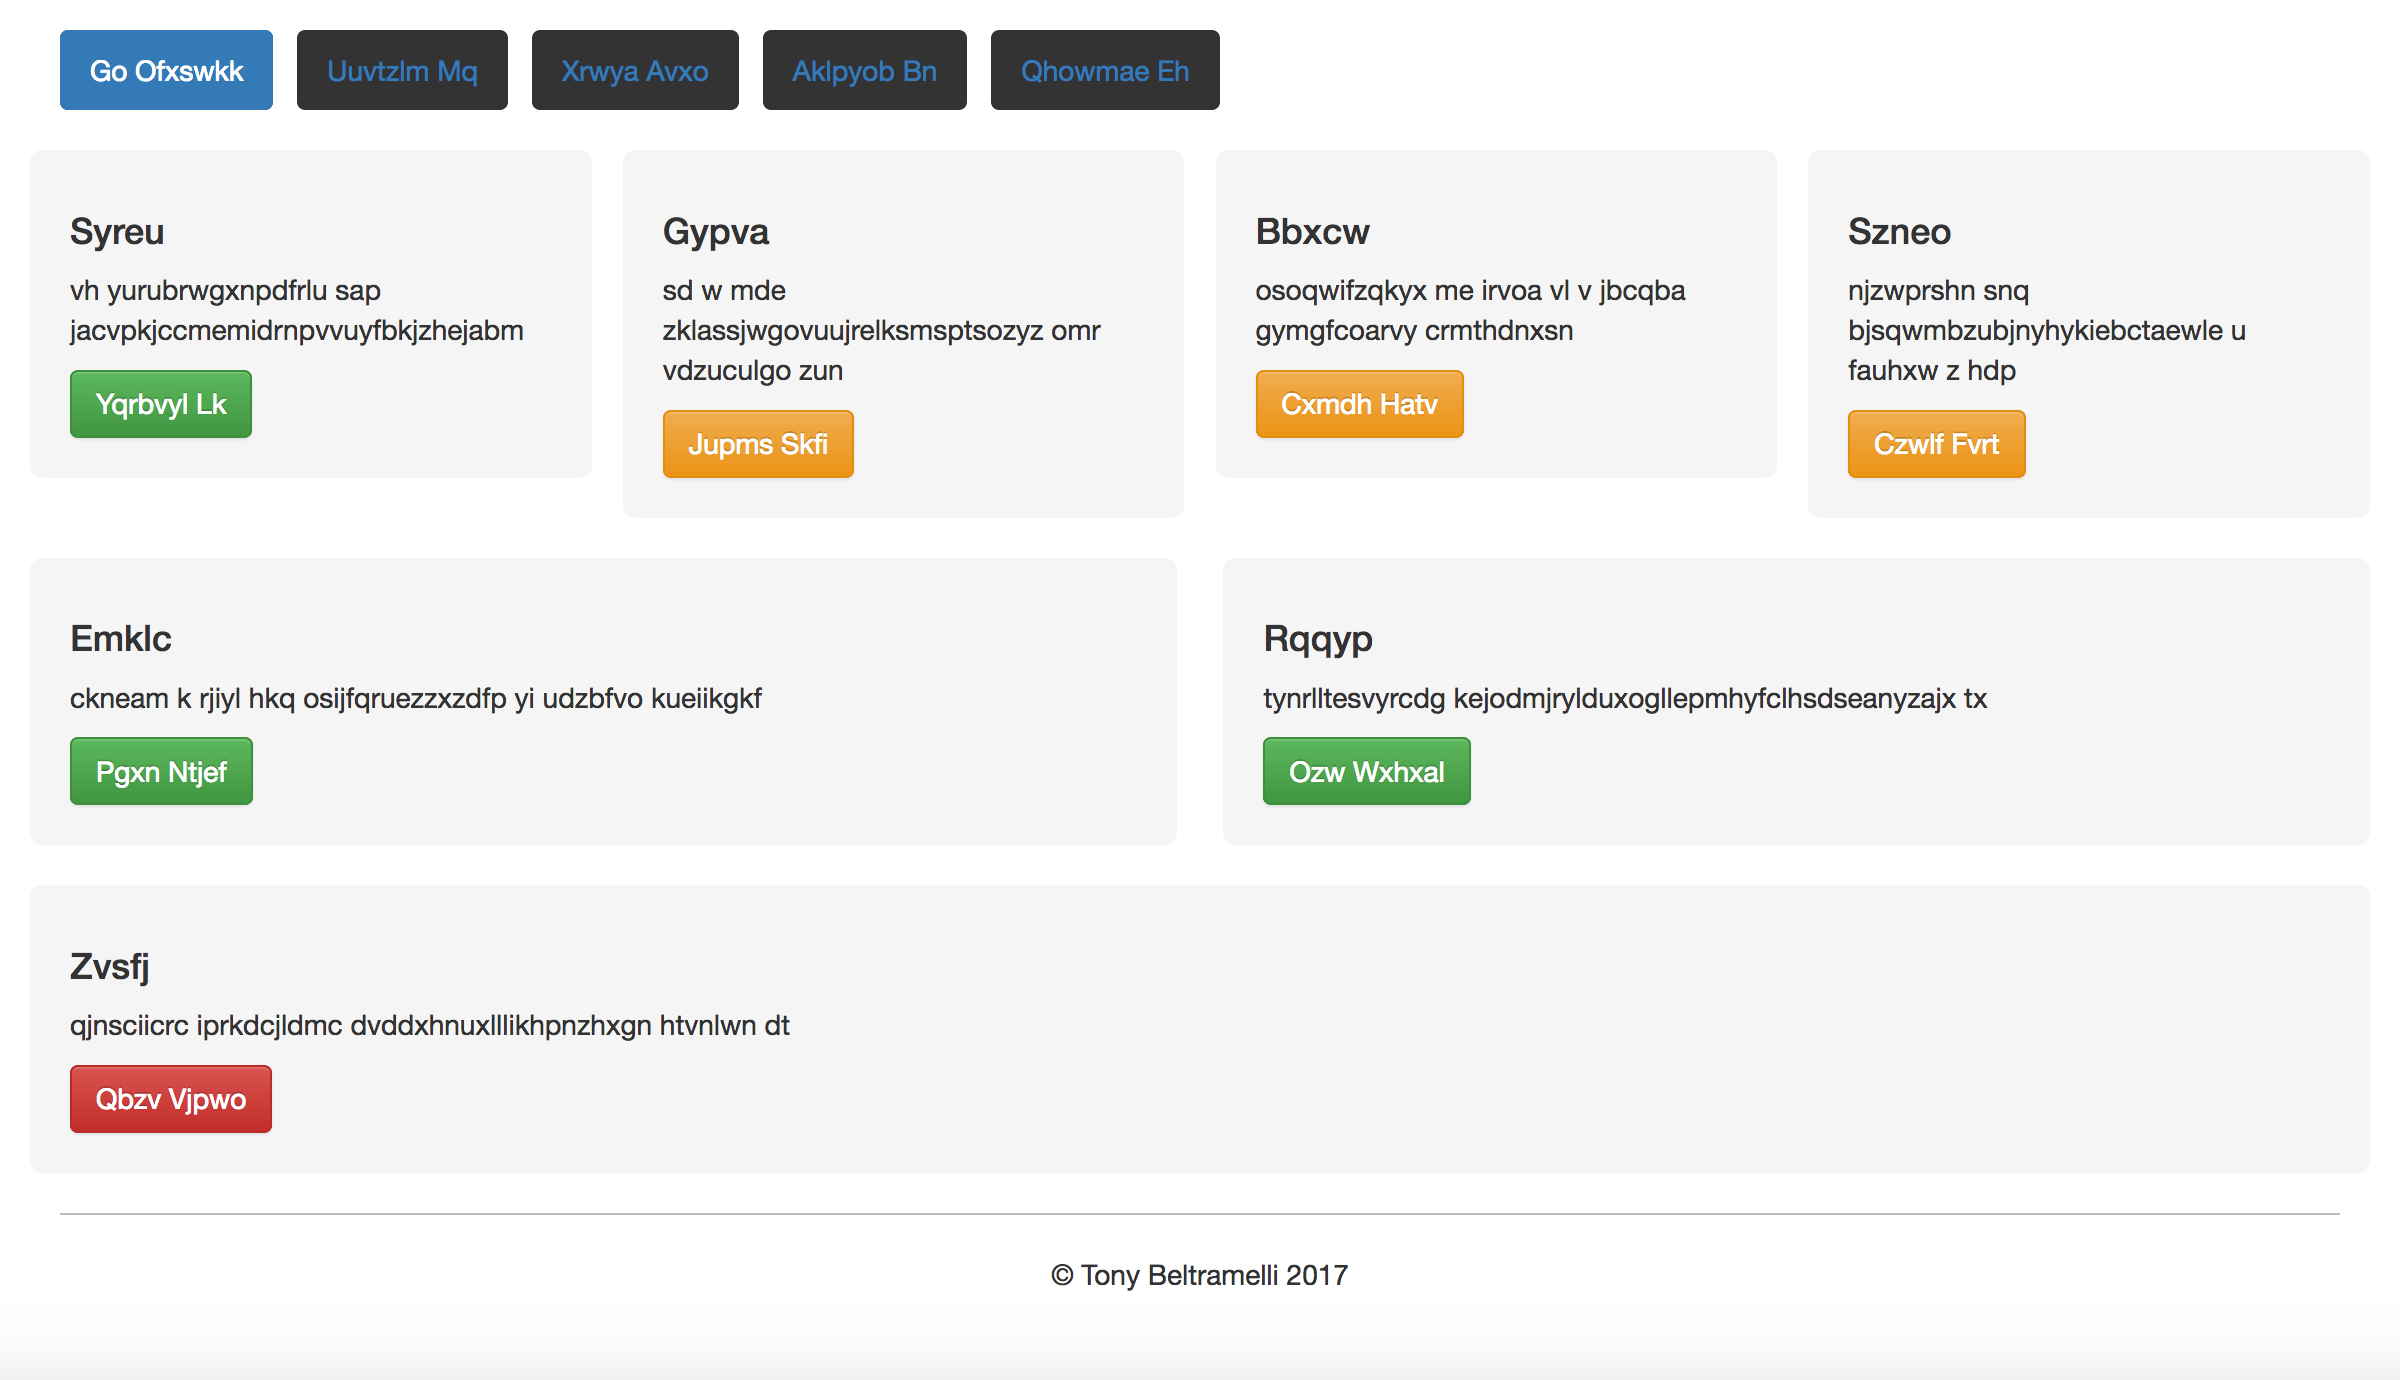 Go Ofxswkk
Uuvtzlm Mq
Xrwya Avxo
Aklpyob Bn
Qhowmae Eh
Syreu
vh yurubrwgxnpdfrlu sap
jacvpkjccmemidrnpvvuyfbkjzhejabm
Yqrbvyl Lk
Gypva
sd w mde
zklassjwgovuujrelksmsptsozyz omr
vdzuculgo zun
Jupms Skfi
Bbxcw
osoqwifzqkyx me irvoa vl v jbcqba
gymgfcoarvy crmthdnxsn
Cxmdh Hatv
Szneo
njzwprshn snq
bjsqwmbzubjnyhykiebctaewle u
fauhxw z hdp
Czwlf Fvrt
Emklc
ckneam k rjiyl hkq osijfqruezzxzdfp yi udzbfvo kueiikgkf
Pgxn Ntjef
Rqqyp
tynrlltesvyrcdg kejodmjrylduxogllepmhyfclhsdseanyzajx tx
Ozw Wxhxal
Zvsfj
qjnsciicrc iprkdcjldmc dvddxhnuxlllikhpnzhxgn htvnlwn dt
Qbzv Vjpwo
© Tony Beltramelli 2017